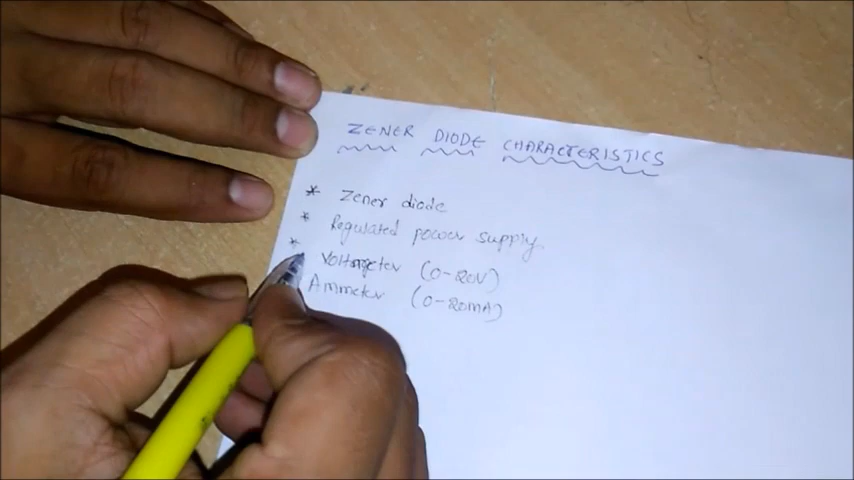 ZENER DIODE CHARACTERISTICS
* Zener diode
* Regulated power supply
* Voltmeter (0-20V)
Ammeter (0-20mA)